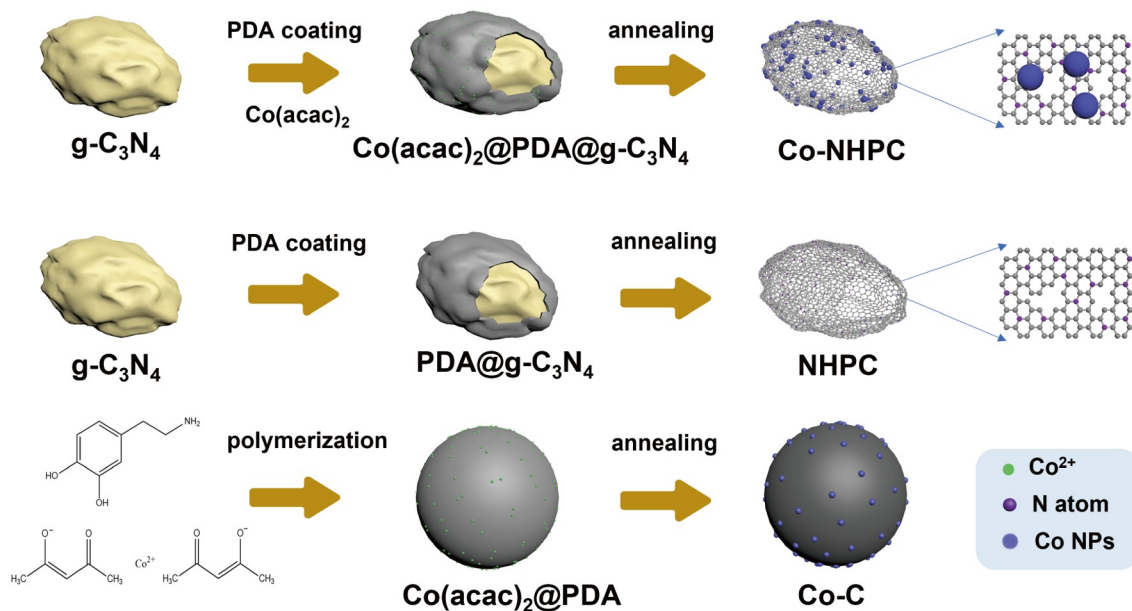 PDA coating
annealing
Co(acac)₂
g-C₃N₄
Co(acac)₂@PDA@g-C₃N₄
Co-NHPC
PDA coating
annealing
g-C₃N₄
PDA@g-C₃N₄
NHPC
NH₂
HO
OH
polymerization
annealing
O⁻ O O O⁻
CH₃ CH₃ Co²⁺ CH₃ CH₃
Co(acac)₂@PDA
Co-C
Co²⁺
N atom
Co NPs